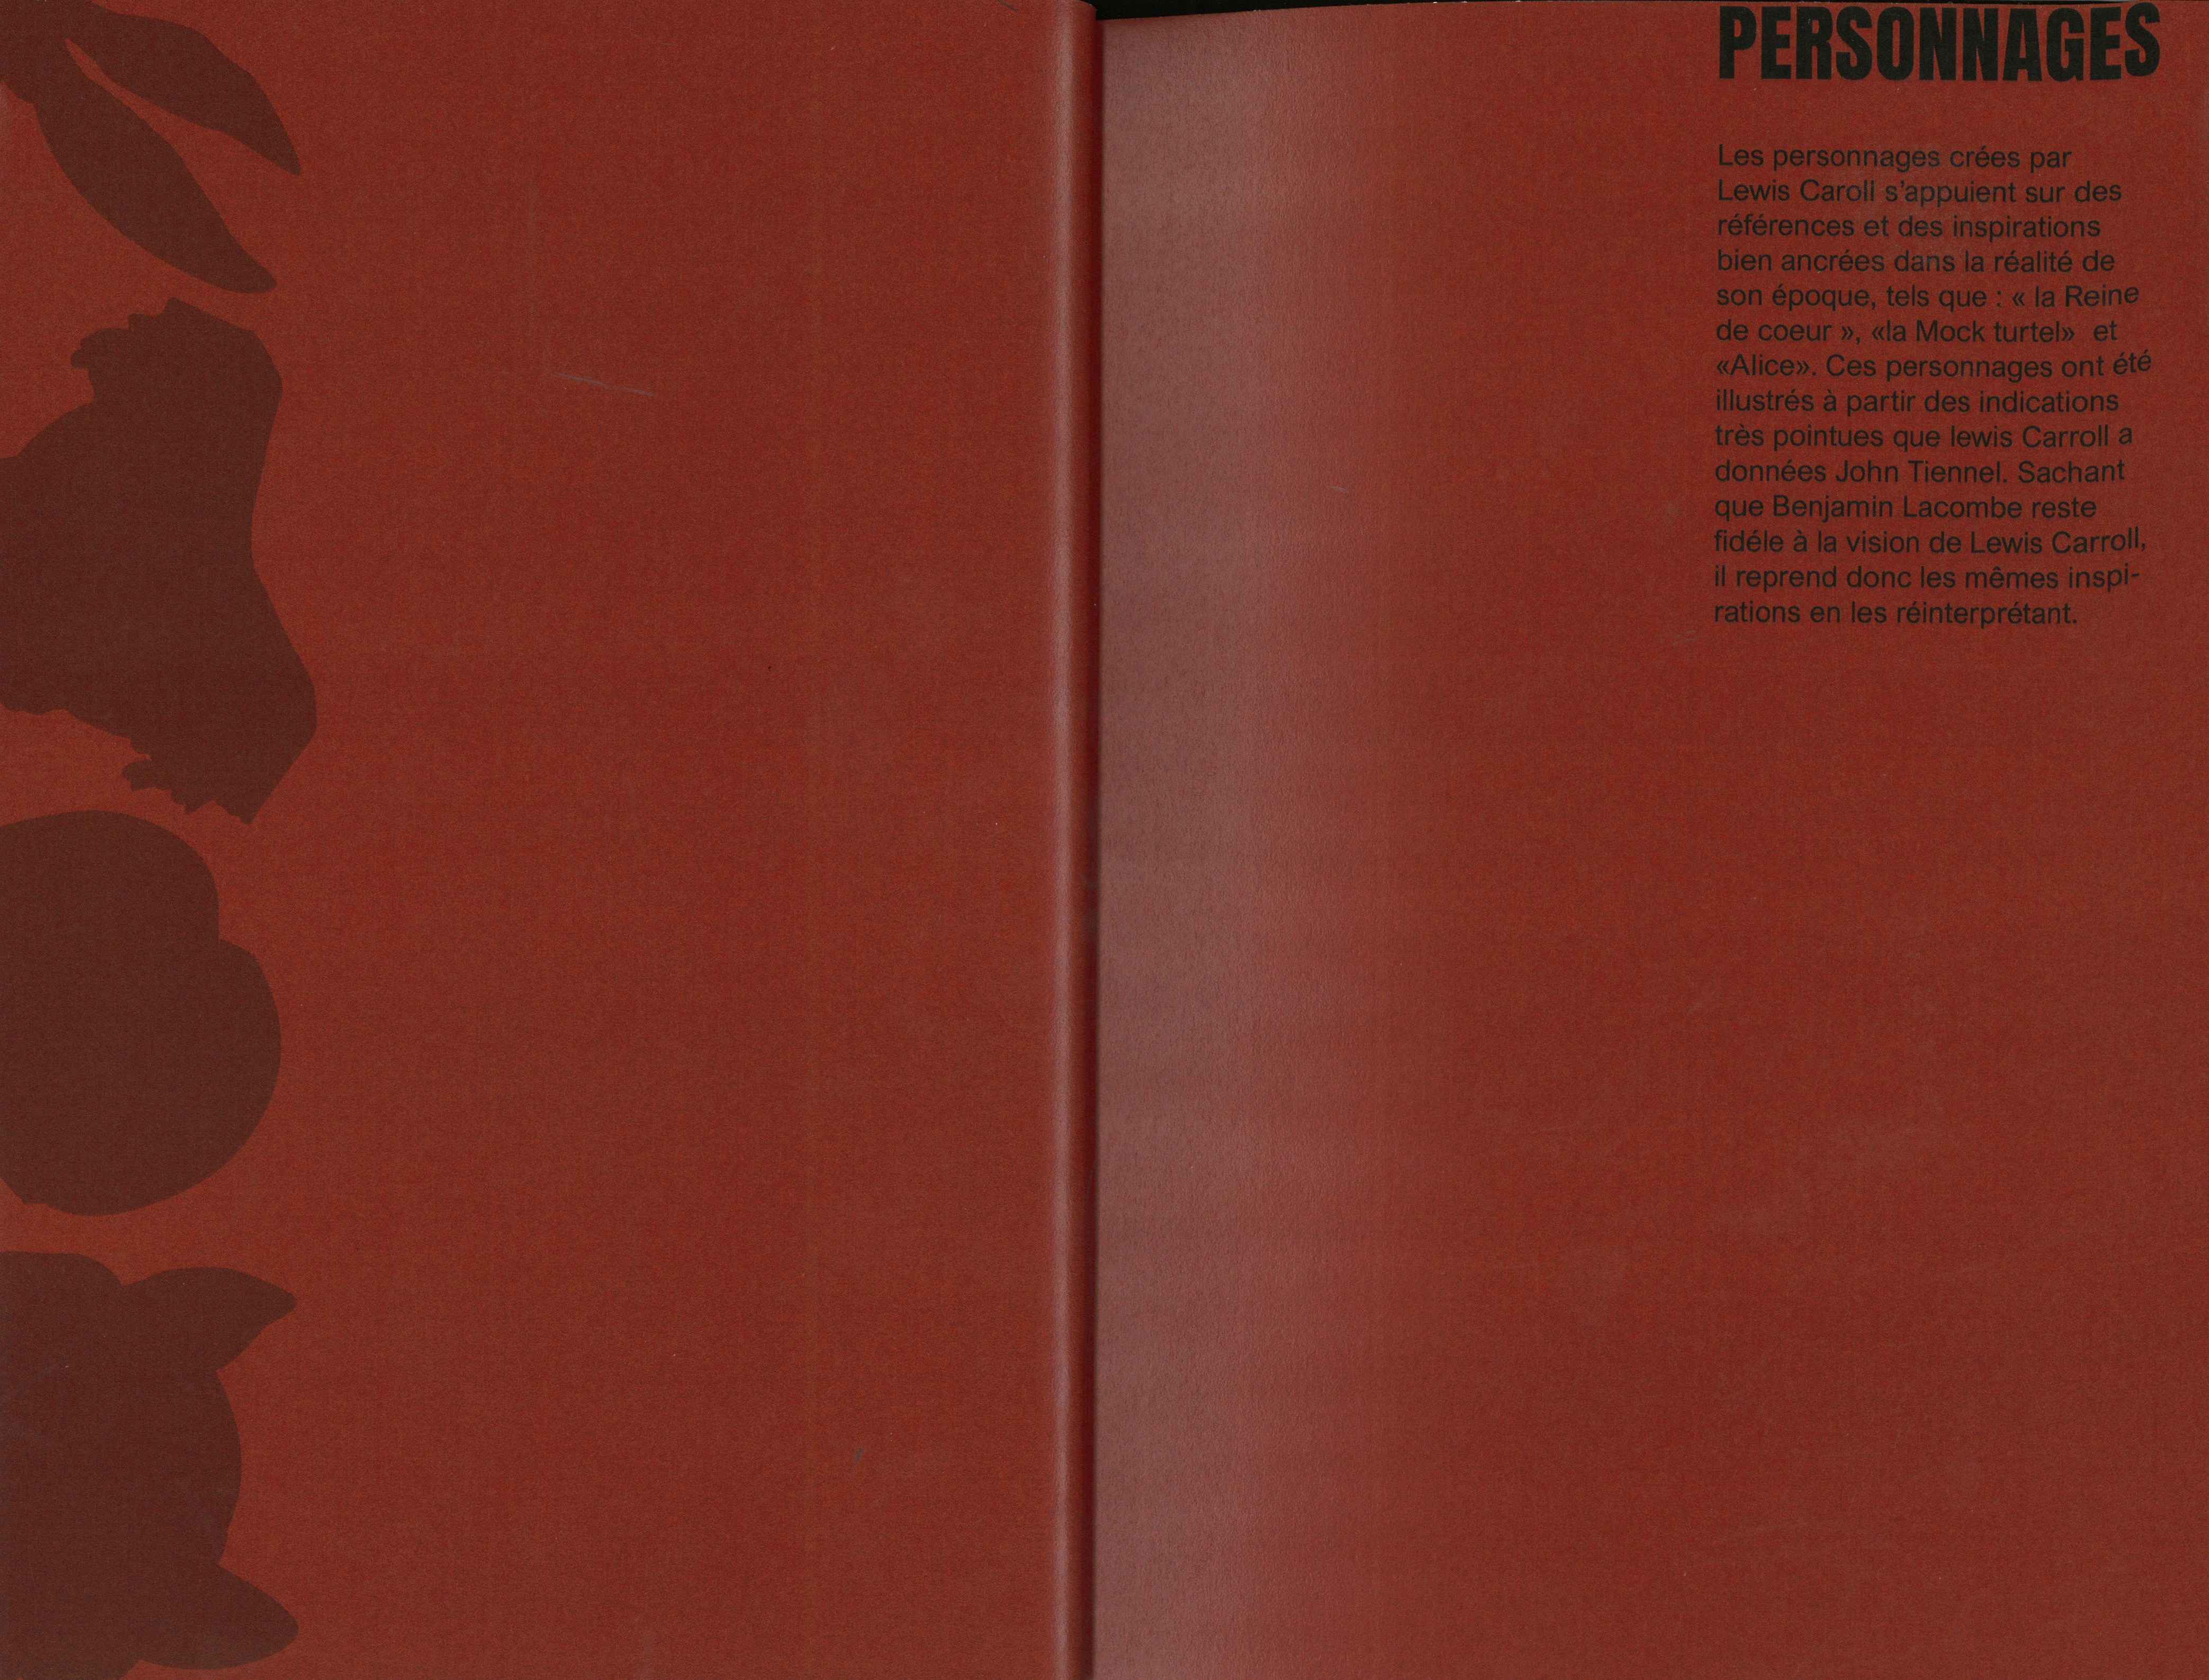 PERSONNAGES
Les personnages crées par
Lewis Caroll s'appuient sur des
références et des inspirations
bien ancrées dans la réalité de
son époque, tels que : « la Reine
de coeur », «la Mock turtel»  et
«Alice». Ces personnages ont été
illustrés à partir des indications
très pointues que lewis Carroll a
données John Tiennel. Sachant
que Benjamin Lacombe reste
fidéle à la vision de Lewis Carroll,
il reprend donc les mêmes inspi-
rations en les réinterprétant.